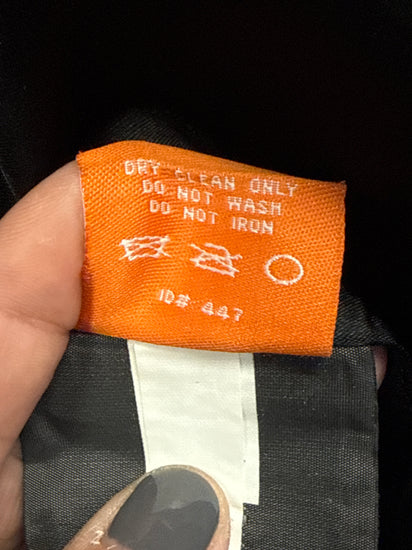 DRY CLEAN ONLY
DO NOT WASH
DO NOT IRON
ID# 447